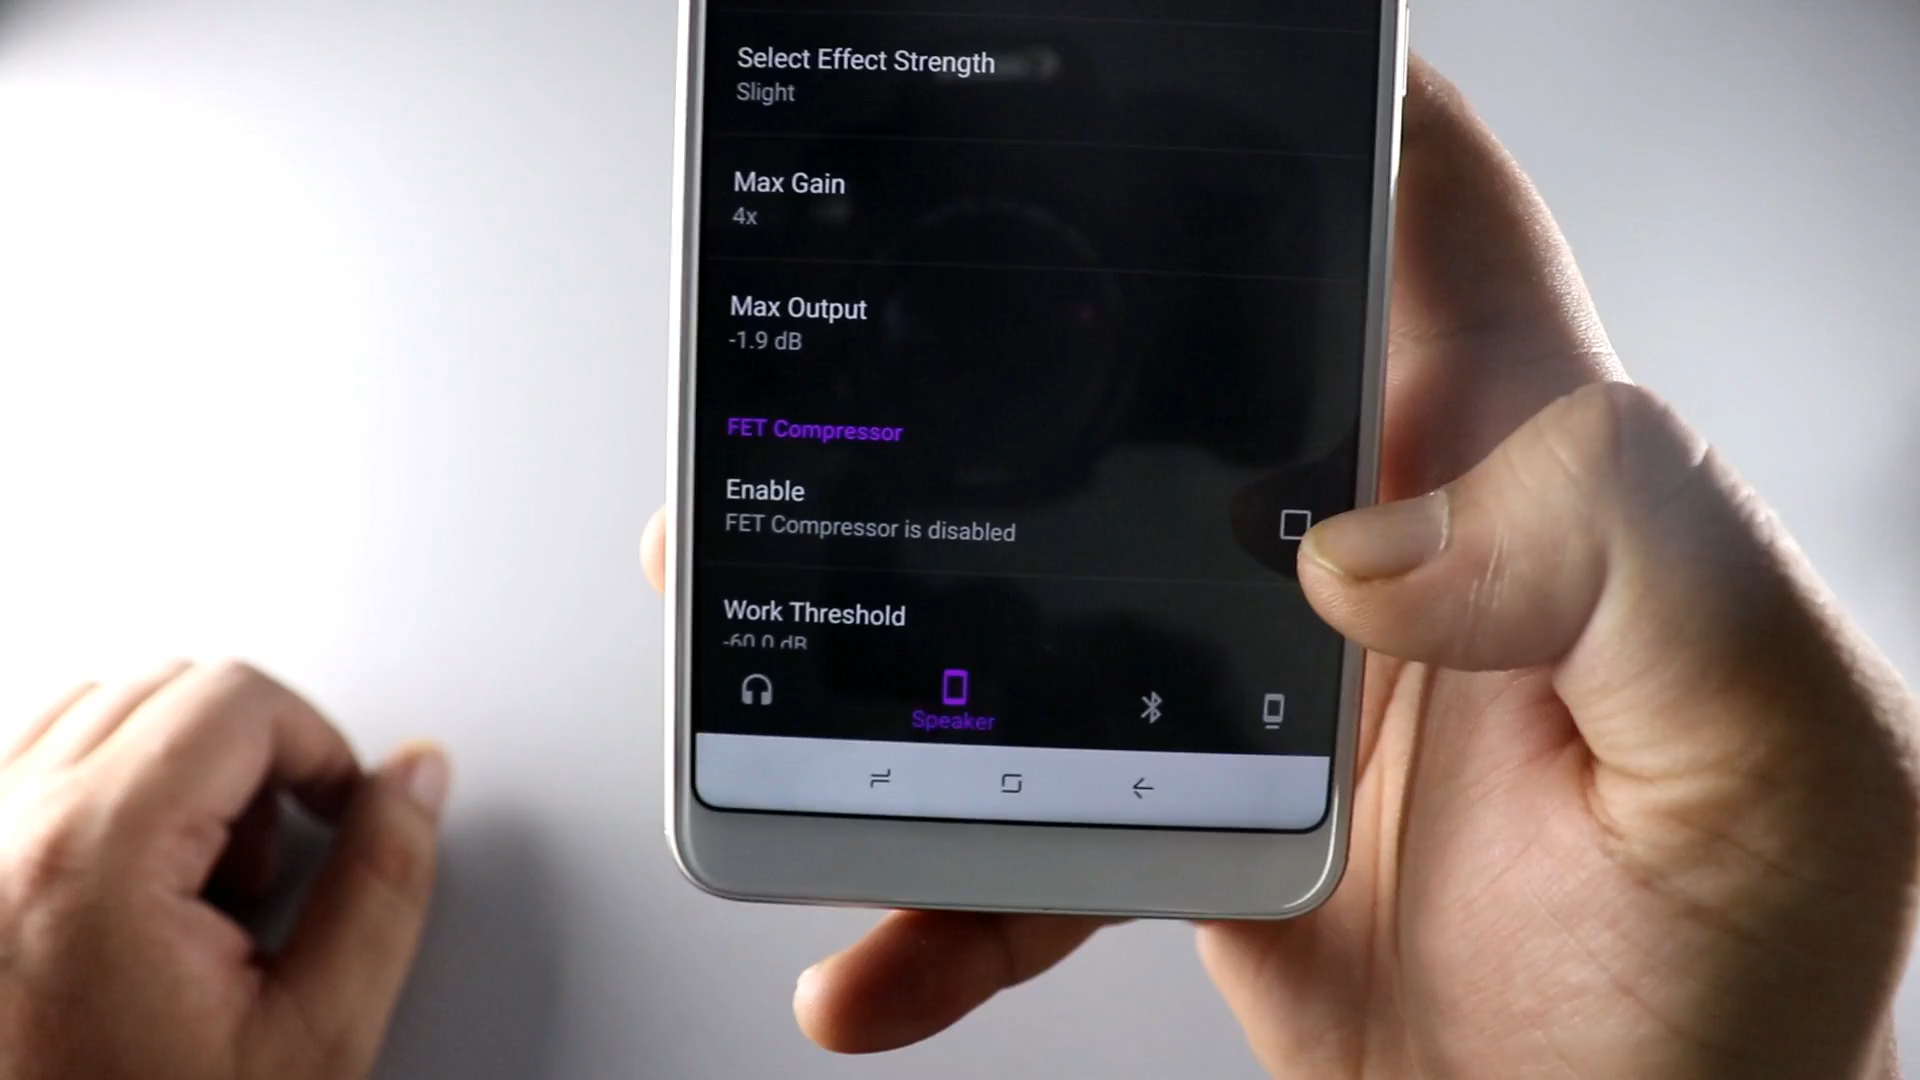 Select Effect Strength
Slight
Max Gain
4x
Max Output
-1.9 dB
FET Compressor
Enable
FET Compressor is disabled
Work Threshold
-60.0 dB
Speaker